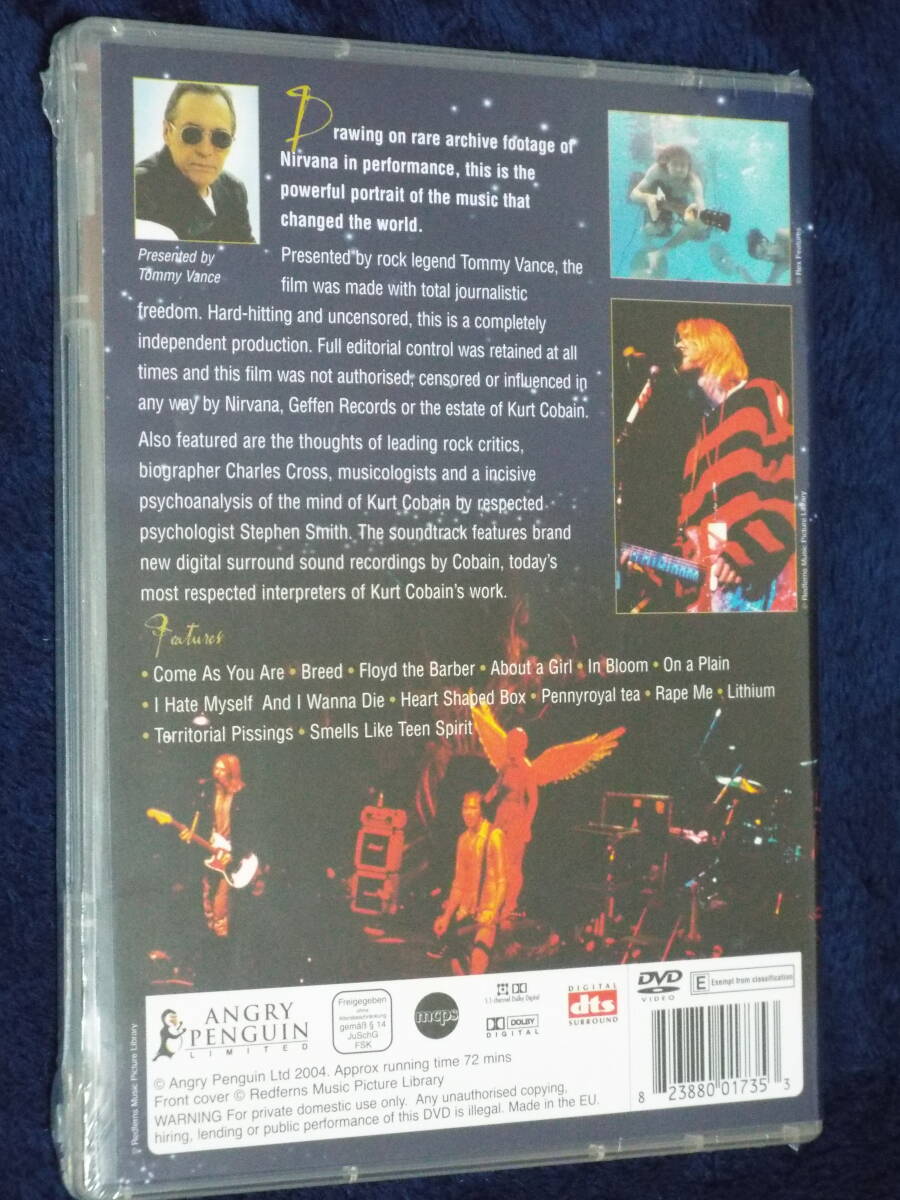 Drawing on rare archive footage of
Nirvana in performance, this is the
powerful portrait of the music that
changed the world.
Presented by
Tommy Vance
Presented by rock legend Tommy Vance, the
film was made with total journalistic
freedom. Hard-hitting and uncensored, this is a completely
independent production. Full editorial control was retained at all
times and this film was not authorised, censored or influenced in
any way by Nirvana, Geffen Records or the estate of Kurt Cobain.
Also featured are the thoughts of leading rock critics,
biographer Charles Cross, musicologists and a incisive
psychoanalysis of the mind of Kurt Cobain by respected
psychologist Stephen Smith. The soundtrack features brand
new digital surround sound recordings by Cobain, today's
most respected interpreters of Kurt Cobain's work.
© Rex Features
© Redferns Music Picture Library
Features
• Come As You Are • Breed • Floyd the Barber • About a Girl • In Bloom • On a Plain
• I Hate Myself And I Wanna Die • Heart Shaped Box • Pennyroyal tea • Rape Me • Lithium
• Territorial Pissings • Smells Like Teen Spirit
© Redferns Music Picture Library
ANGRY
PENGUIN
LIMITED
Freigegeben
ohne
Altersbeschränkung
gemäß § 14
JuSchG
FSK
mcps
5.1-channel Dolby Digital
DOLBY
DIGITAL
DIGITAL
dts
SURROUND
DVD
VIDEO
E Exempt from classification
8 23880 01735 3
© Angry Penguin Ltd 2004. Approx running time 72 mins
Front cover © Redferns Music Picture Library
WARNING For private domestic use only. Any unauthorised copying,
hiring, lending or public performance of this DVD is illegal. Made in the EU.